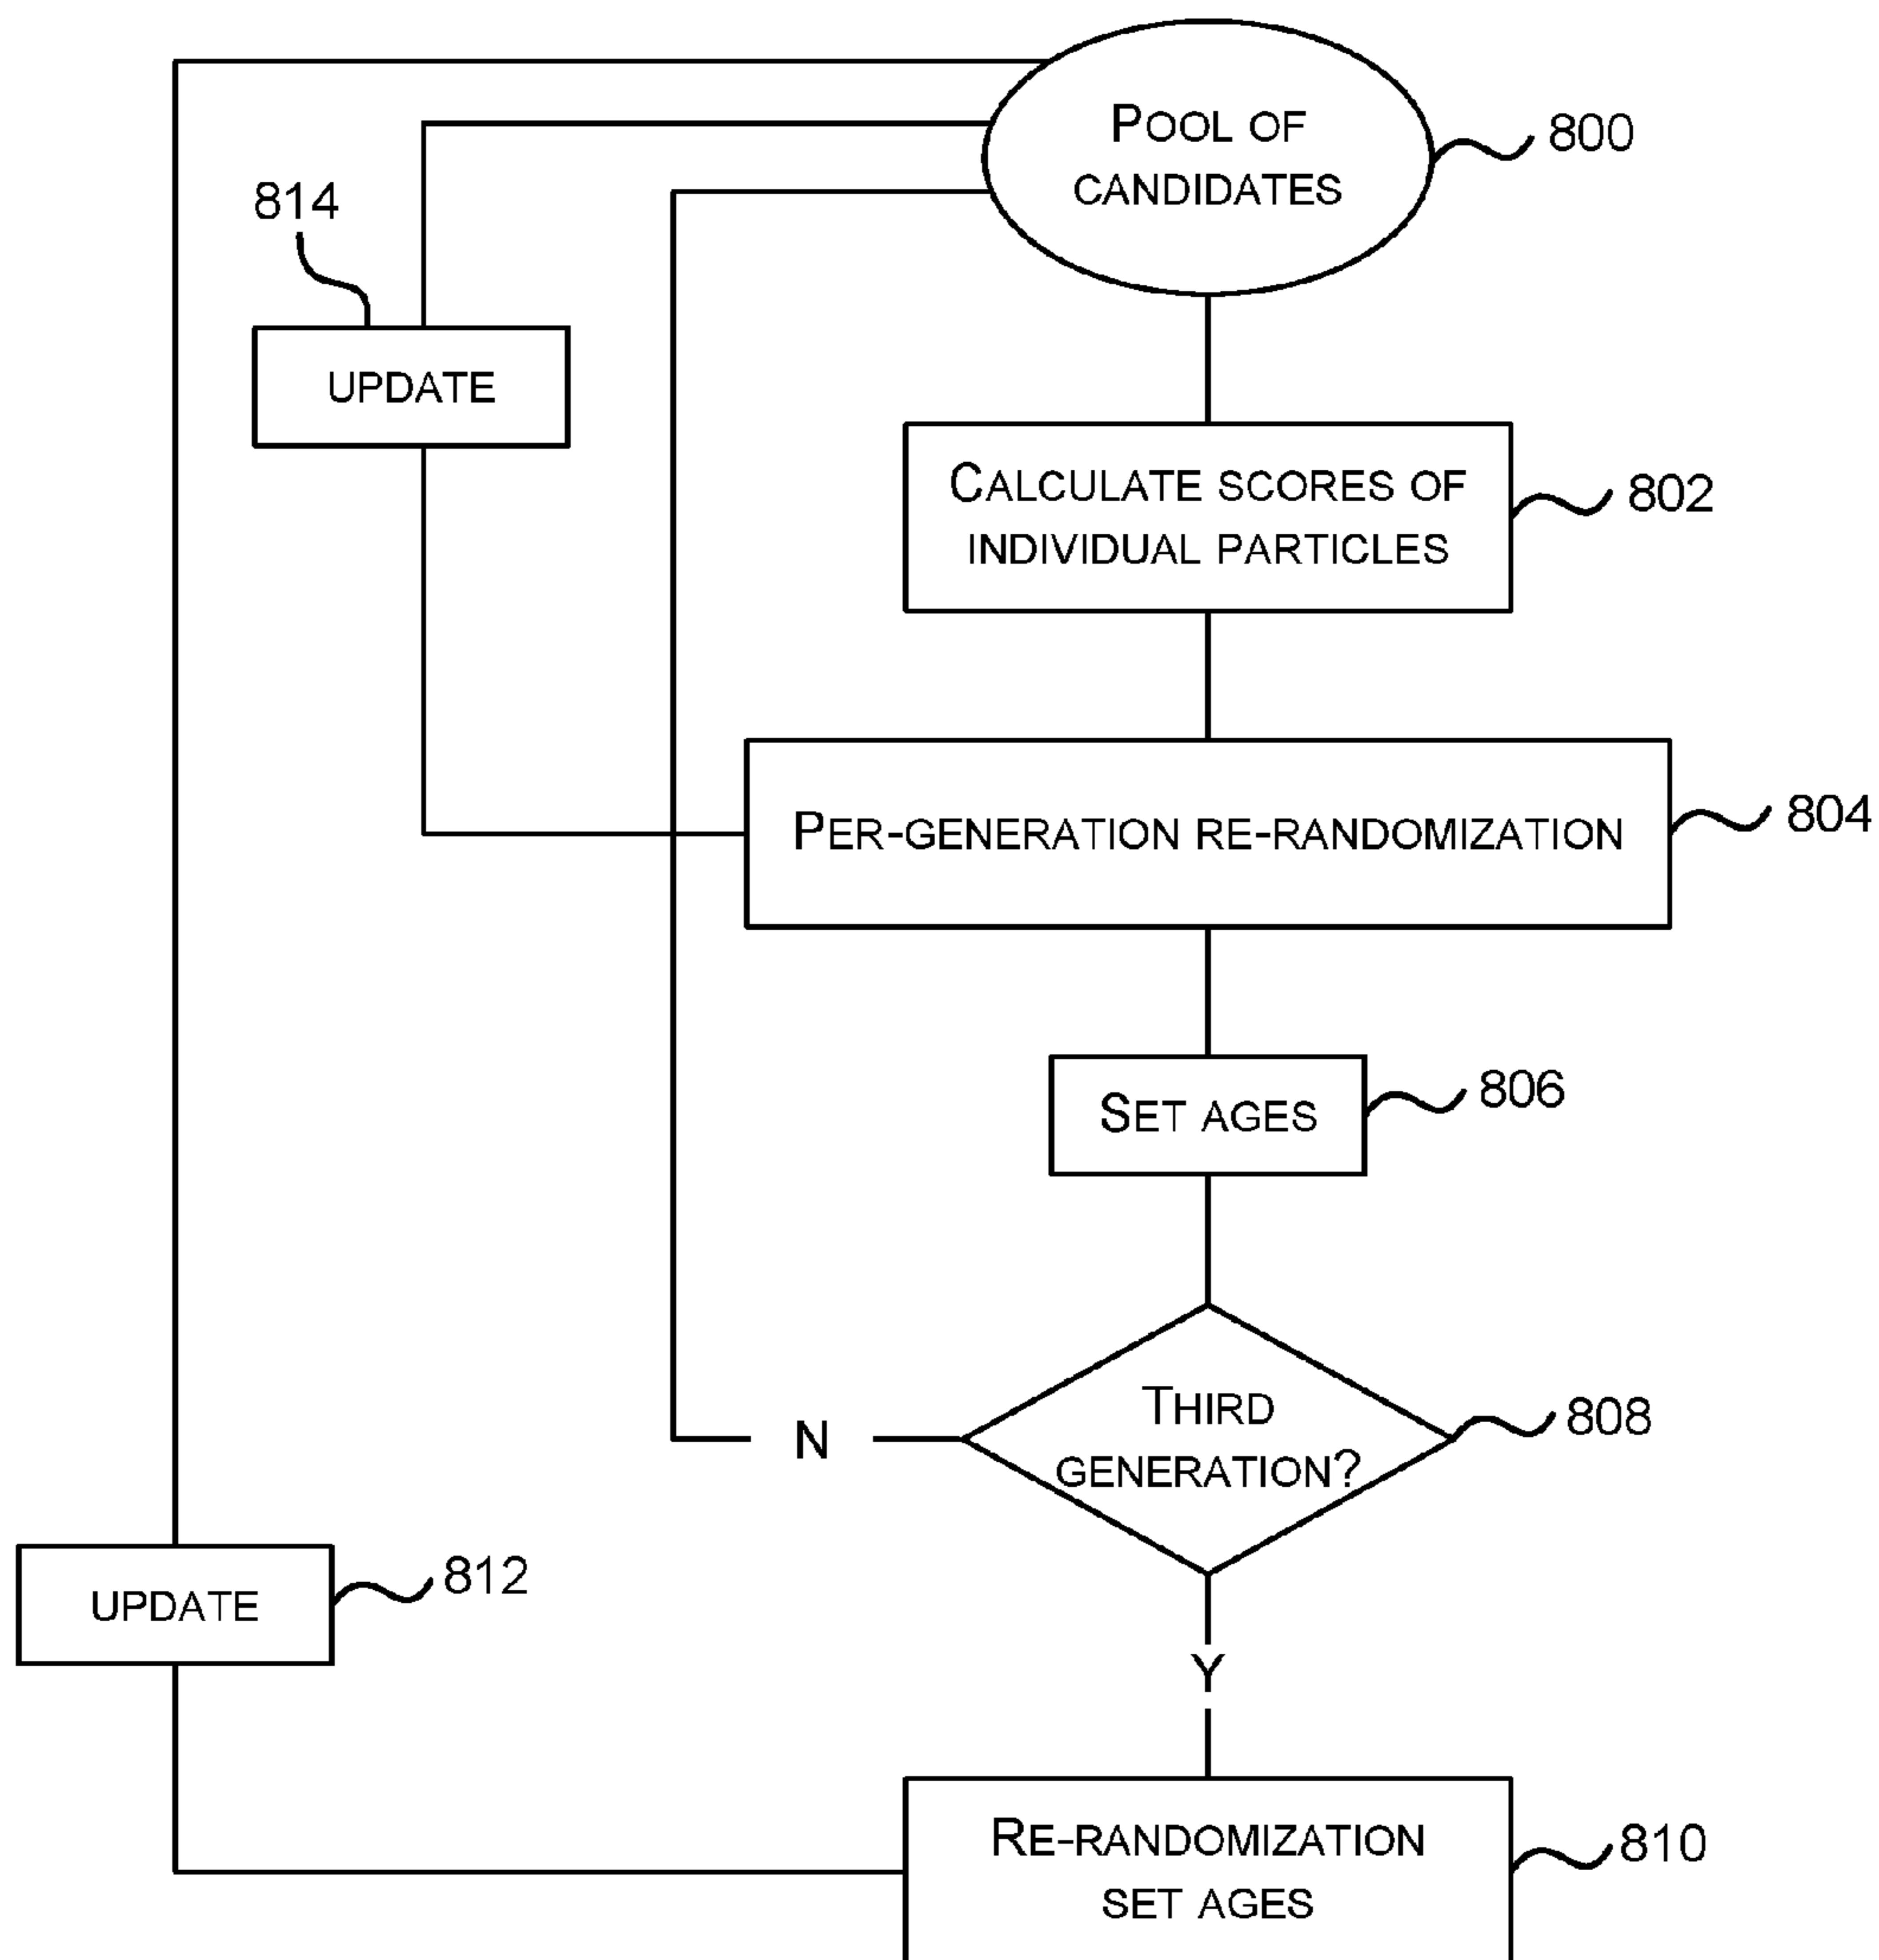 POOL OF
CANDIDATES
800
814
UPDATE
CALCULATE SCORES OF
INDIVIDUAL PARTICLES
802
PER-GENERATION RE-RANDOMIZATION
804
SET AGES
806
THIRD
GENERATION?
808
N
Y
UPDATE
812
RE-RANDOMIZATION
SET AGES
810